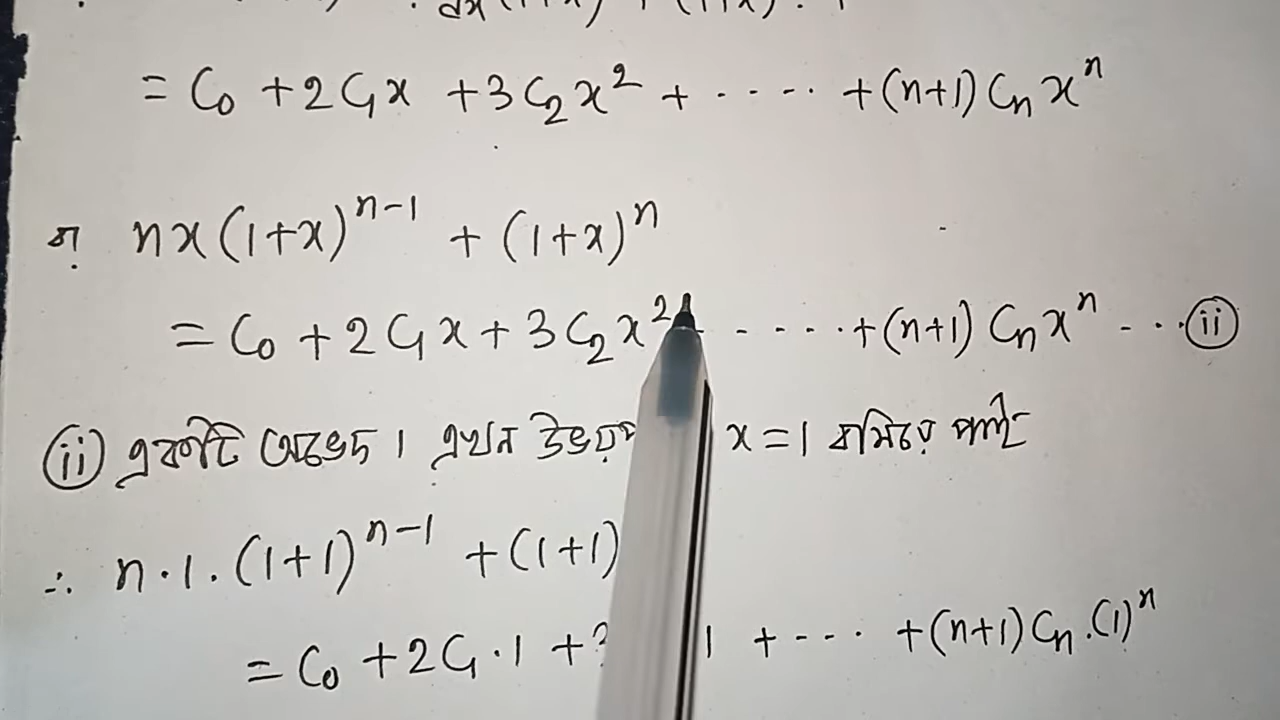 = C₀ + 2C₁x + 3C₂x² + ..... + (n+1)Cₙxⁿ
বা, nx(1+x)ⁿ⁻¹ + (1+x)ⁿ
= C₀ + 2C₁x + 3C₂x² ..... + (n+1)Cₙxⁿ ...(ii)
(ii) একটি অভেদ। এখন x=1 বসিয়ে পাই
∴ n·1·(1+1)ⁿ⁻¹ + (1+1)
= C₀ + 2C₁·1 + 1 + ... + (n+1)Cₙ·(1)ⁿ